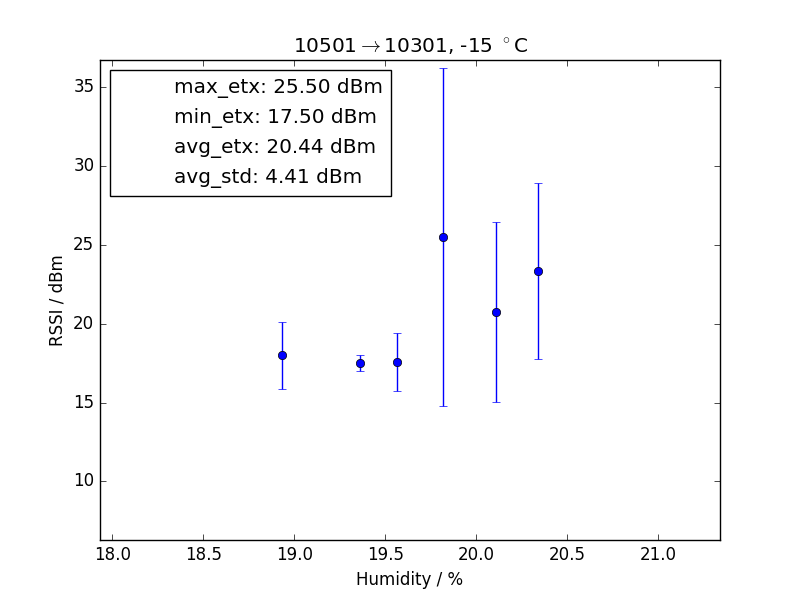 10501→10301, -15 °C
max_etx: 25.50 dBm
min_etx: 17.50 dBm
avg_etx: 20.44 dBm
avg_std: 4.41 dBm
RSSI / dBm
35
30
25
20
15
10
18.0 18.5 19.0 19.5 20.0 20.5 21.0
Humidity / %